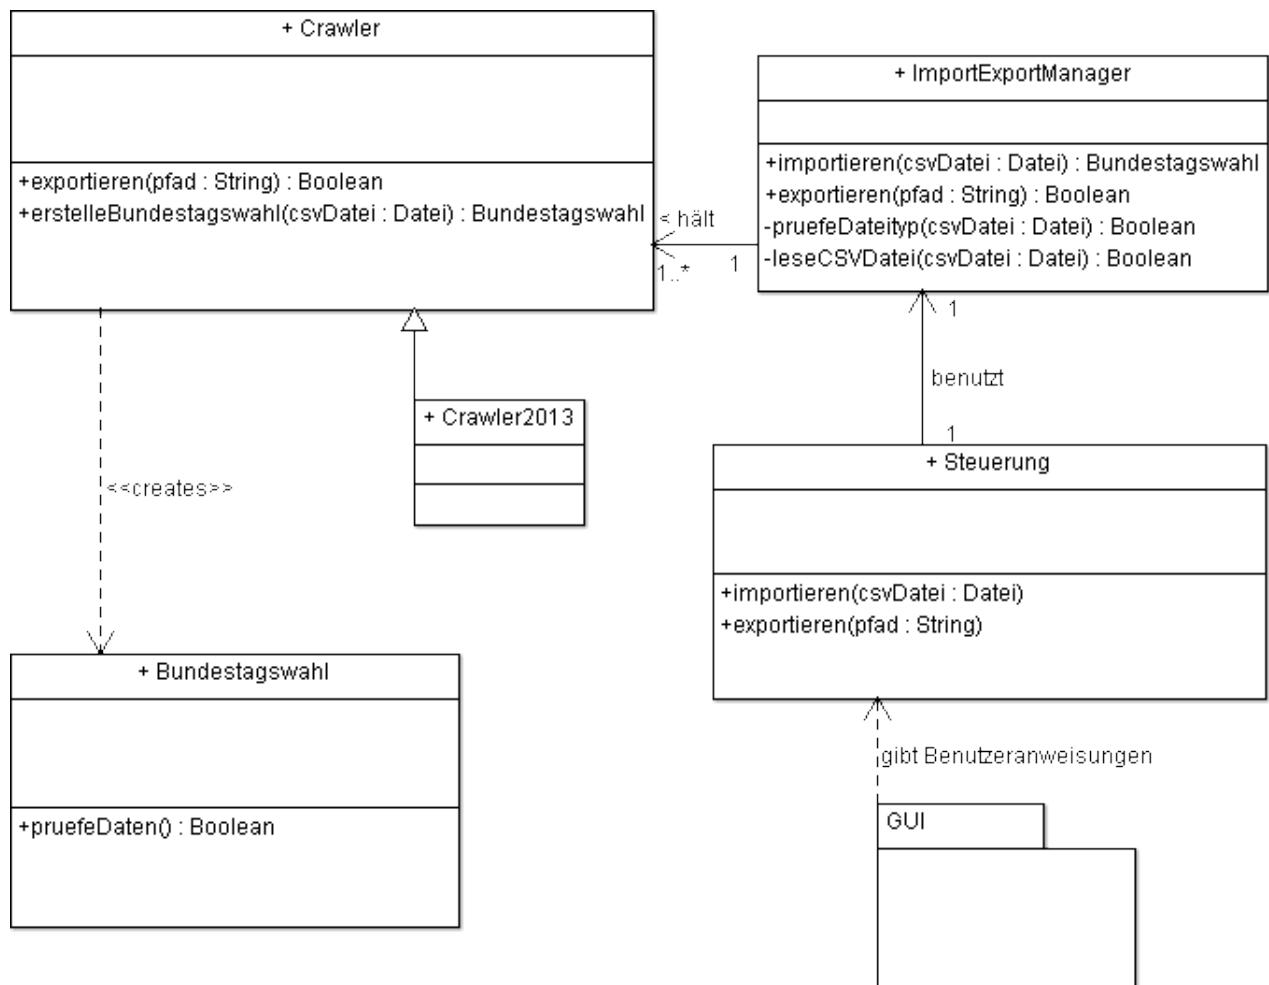 + Crawler
+exportieren(pfad : String) : Boolean
+erstelleBundestagswahl(csvDatei : Datei) : Bundestagswahl
+ ImportExportManager
+importieren(csvDatei : Datei) : Bundestagswahl
+exportieren(pfad : String) : Boolean
-pruefeDateityp(csvDatei : Datei) : Boolean
-leseCSVDatei(csvDatei : Datei) : Boolean
< hält
1..*
1
1
benutzt
1
+ Crawler2013
<<creates>>
+ Steuerung
+importieren(csvDatei : Datei)
+exportieren(pfad : String)
+ Bundestagswahl
+pruefeDaten() : Boolean
gibt Benutzeranweisungen
GUI